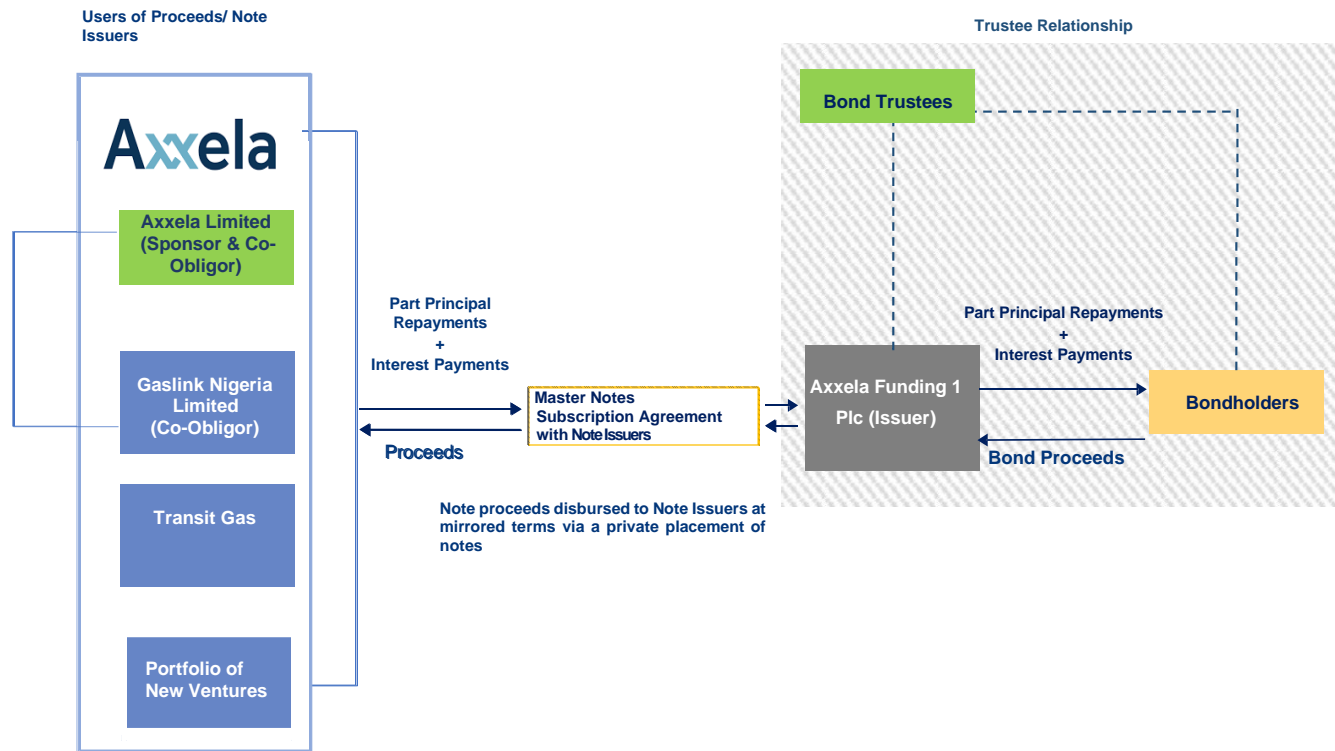 Users of Proceeds/ Note
Issuers
Trustee Relationship
Axxela
Bond Trustees
Axxela Limited
(Sponsor & Co-
Obligor)
Part Principal
Repayments
+
Interest Payments
Part Principal Repayments
+
Interest Payments
Gaslink Nigeria
Limited
(Co-Obligor)
Master Notes
Subscription Agreement
with Note Issuers
Axxela Funding 1
Plc (Issuer)
Bondholders
Proceeds
Bond Proceeds
Transit Gas
Note proceeds disbursed to Note Issuers at
mirrored terms via a private placement of
notes
Portfolio of
New Ventures